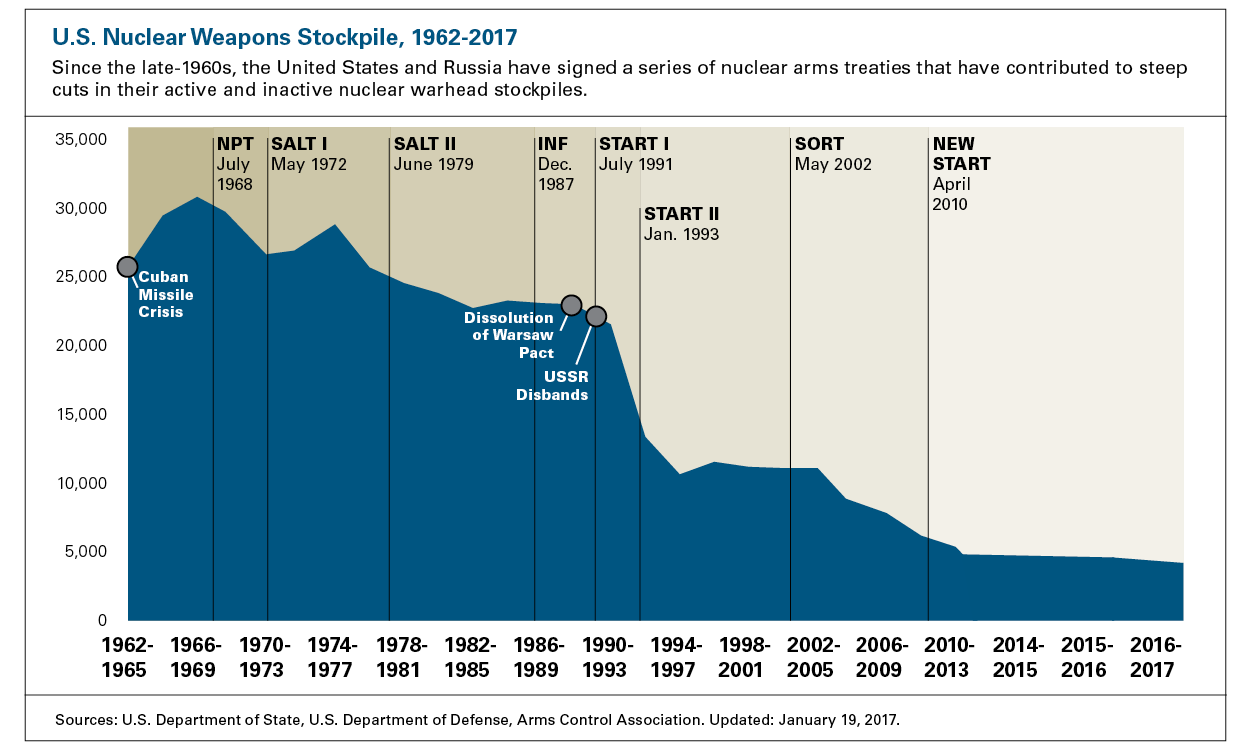 U.S. Nuclear Weapons Stockpile, 1962-2017
Since the late-1960s, the United States and Russia have signed a series of nuclear arms treaties that have contributed to steep
cuts in their active and inactive nuclear warhead stockpiles.
35,000
30,000
25,000
20,000
15,000
10,000
5,000
0
NPT
July
1968
SALT I
May 1972
SALT II
June 1979
INF
Dec.
1987
START I
July 1991
START II
Jan. 1993
SORT
May 2002
NEW
START
April
2010
Cuban
Missile
Crisis
Dissolution
of Warsaw
Pact
USSR
Disbands
1962-
1965
1966-
1969
1970-
1973
1974-
1977
1978-
1981
1982-
1985
1986-
1989
1990-
1993
1994-
1997
1998-
2001
2002-
2005
2006-
2009
2010-
2013
2014-
2015
2015-
2016
2016-
2017
Sources: U.S. Department of State, U.S. Department of Defense, Arms Control Association. Updated: January 19, 2017.